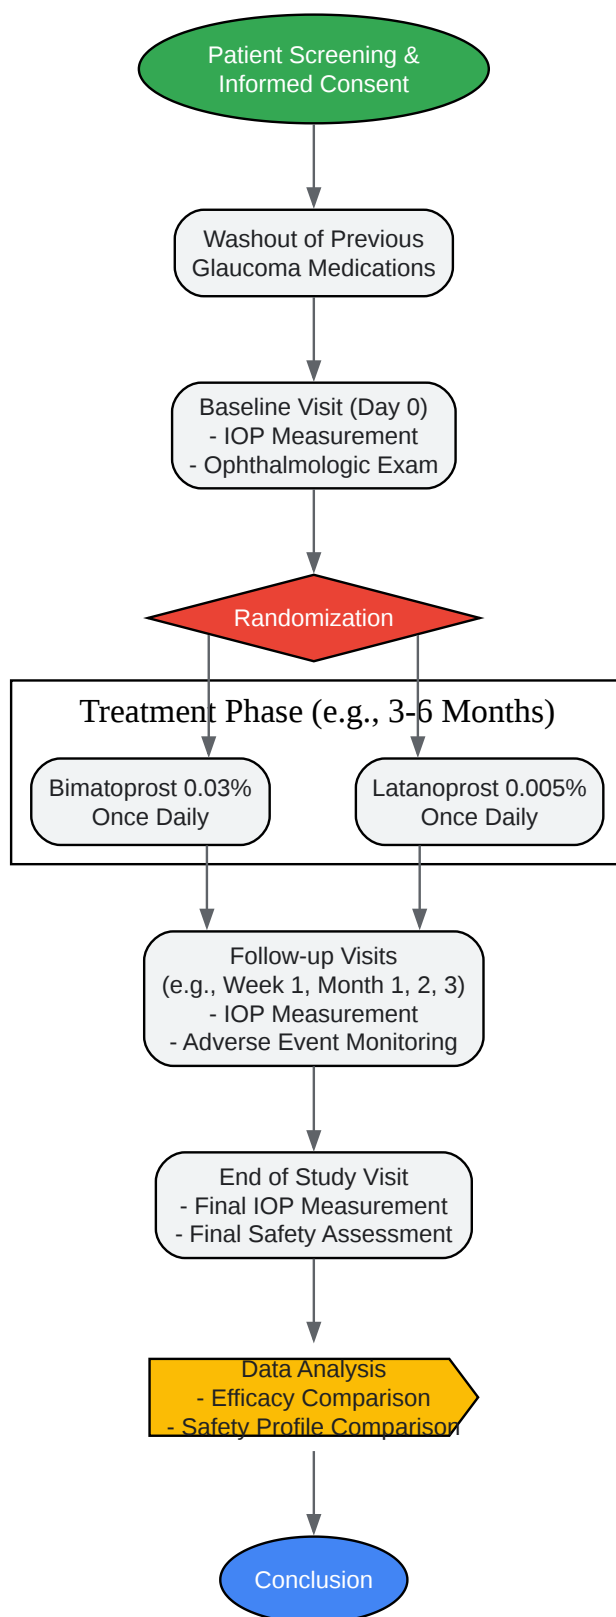 Patient Screening &
Informed Consent
Washout of Previous
Glaucoma Medications
Baseline Visit (Day 0)
- IOP Measurement
- Ophthalmologic Exam
Randomization
Treatment Phase (e.g., 3-6 Months)
Bimatoprost 0.03%
Once Daily
Latanoprost 0.005%
Once Daily
Follow-up Visits
(e.g., Week 1, Month 1, 2, 3)
- IOP Measurement
- Adverse Event Monitoring
End of Study Visit
- Final IOP Measurement
- Final Safety Assessment
Data Analysis
- Efficacy Comparison
- Safety Profile Comparison
Conclusion